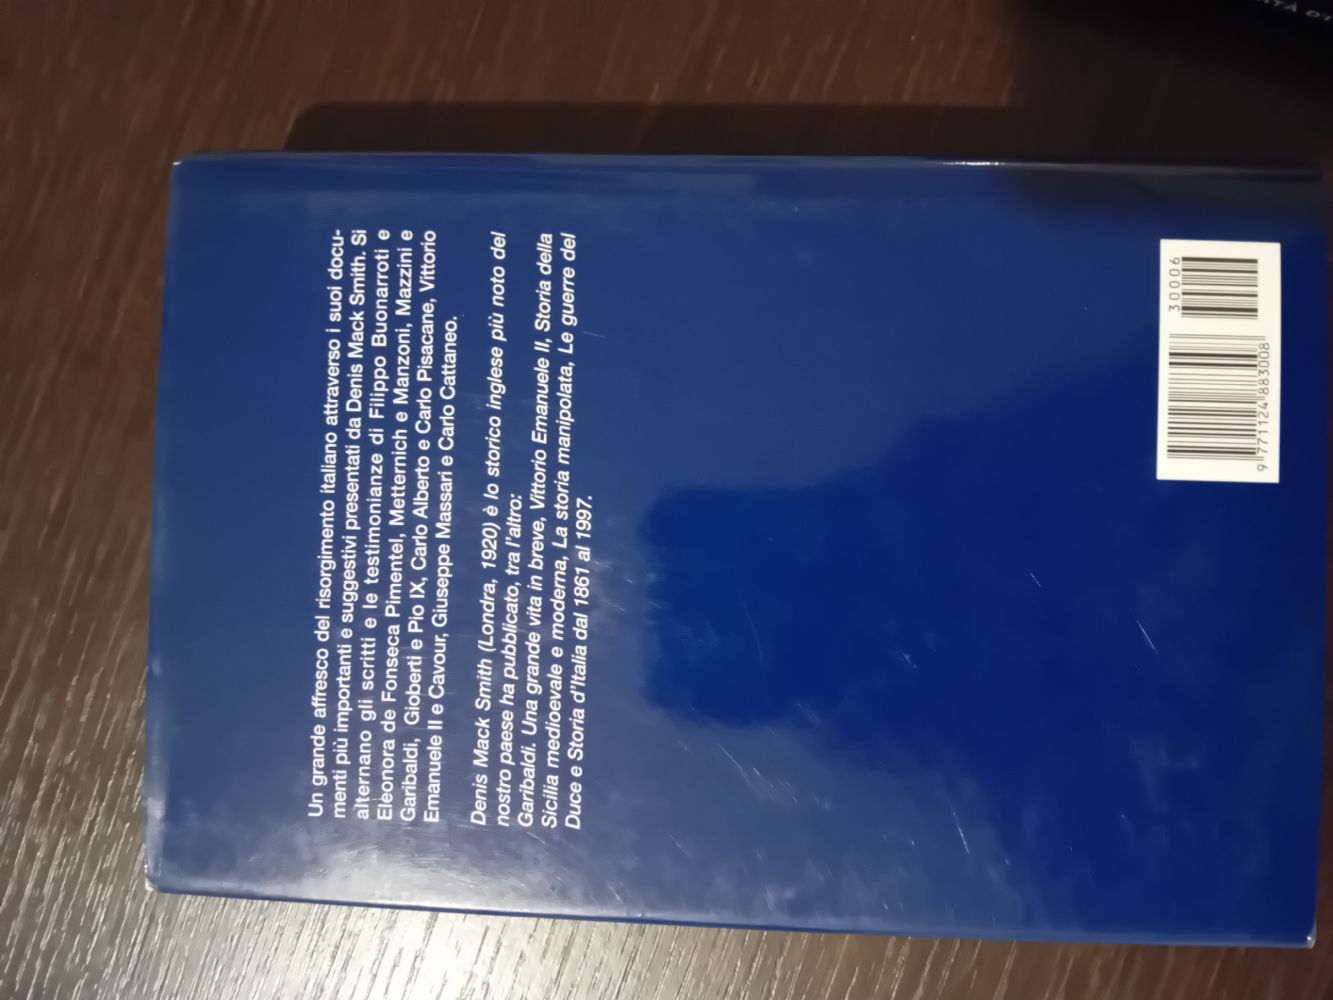 Un grande affresco del risorgimento italiano attraverso i suoi docu-
menti più importanti e suggestivi presentati da Denis Mack Smith. Si
alternano gli scritti e le testimonianze di Filippo Buonarroti e
Eleonora de Fonseca Pimentel, Metternich e Manzoni, Mazzini e
Garibaldi, Gioberti e Pio IX, Carlo Alberto e Carlo Pisacane, Vittorio
Emanuele II e Cavour, Giuseppe Massari e Carlo Cattaneo.
Denis Mack Smith (Londra, 1920) è lo storico inglese più noto del
nostro paese ha pubblicato, tra l'altro:
Garibaldi. Una grande vita in breve, Vittorio Emanuele II, Storia della
Sicilia medioevale e moderna, La storia manipolata, Le guerre del
Duce e Storia d'Italia dal 1861 al 1997.
30006
9 771124 883008